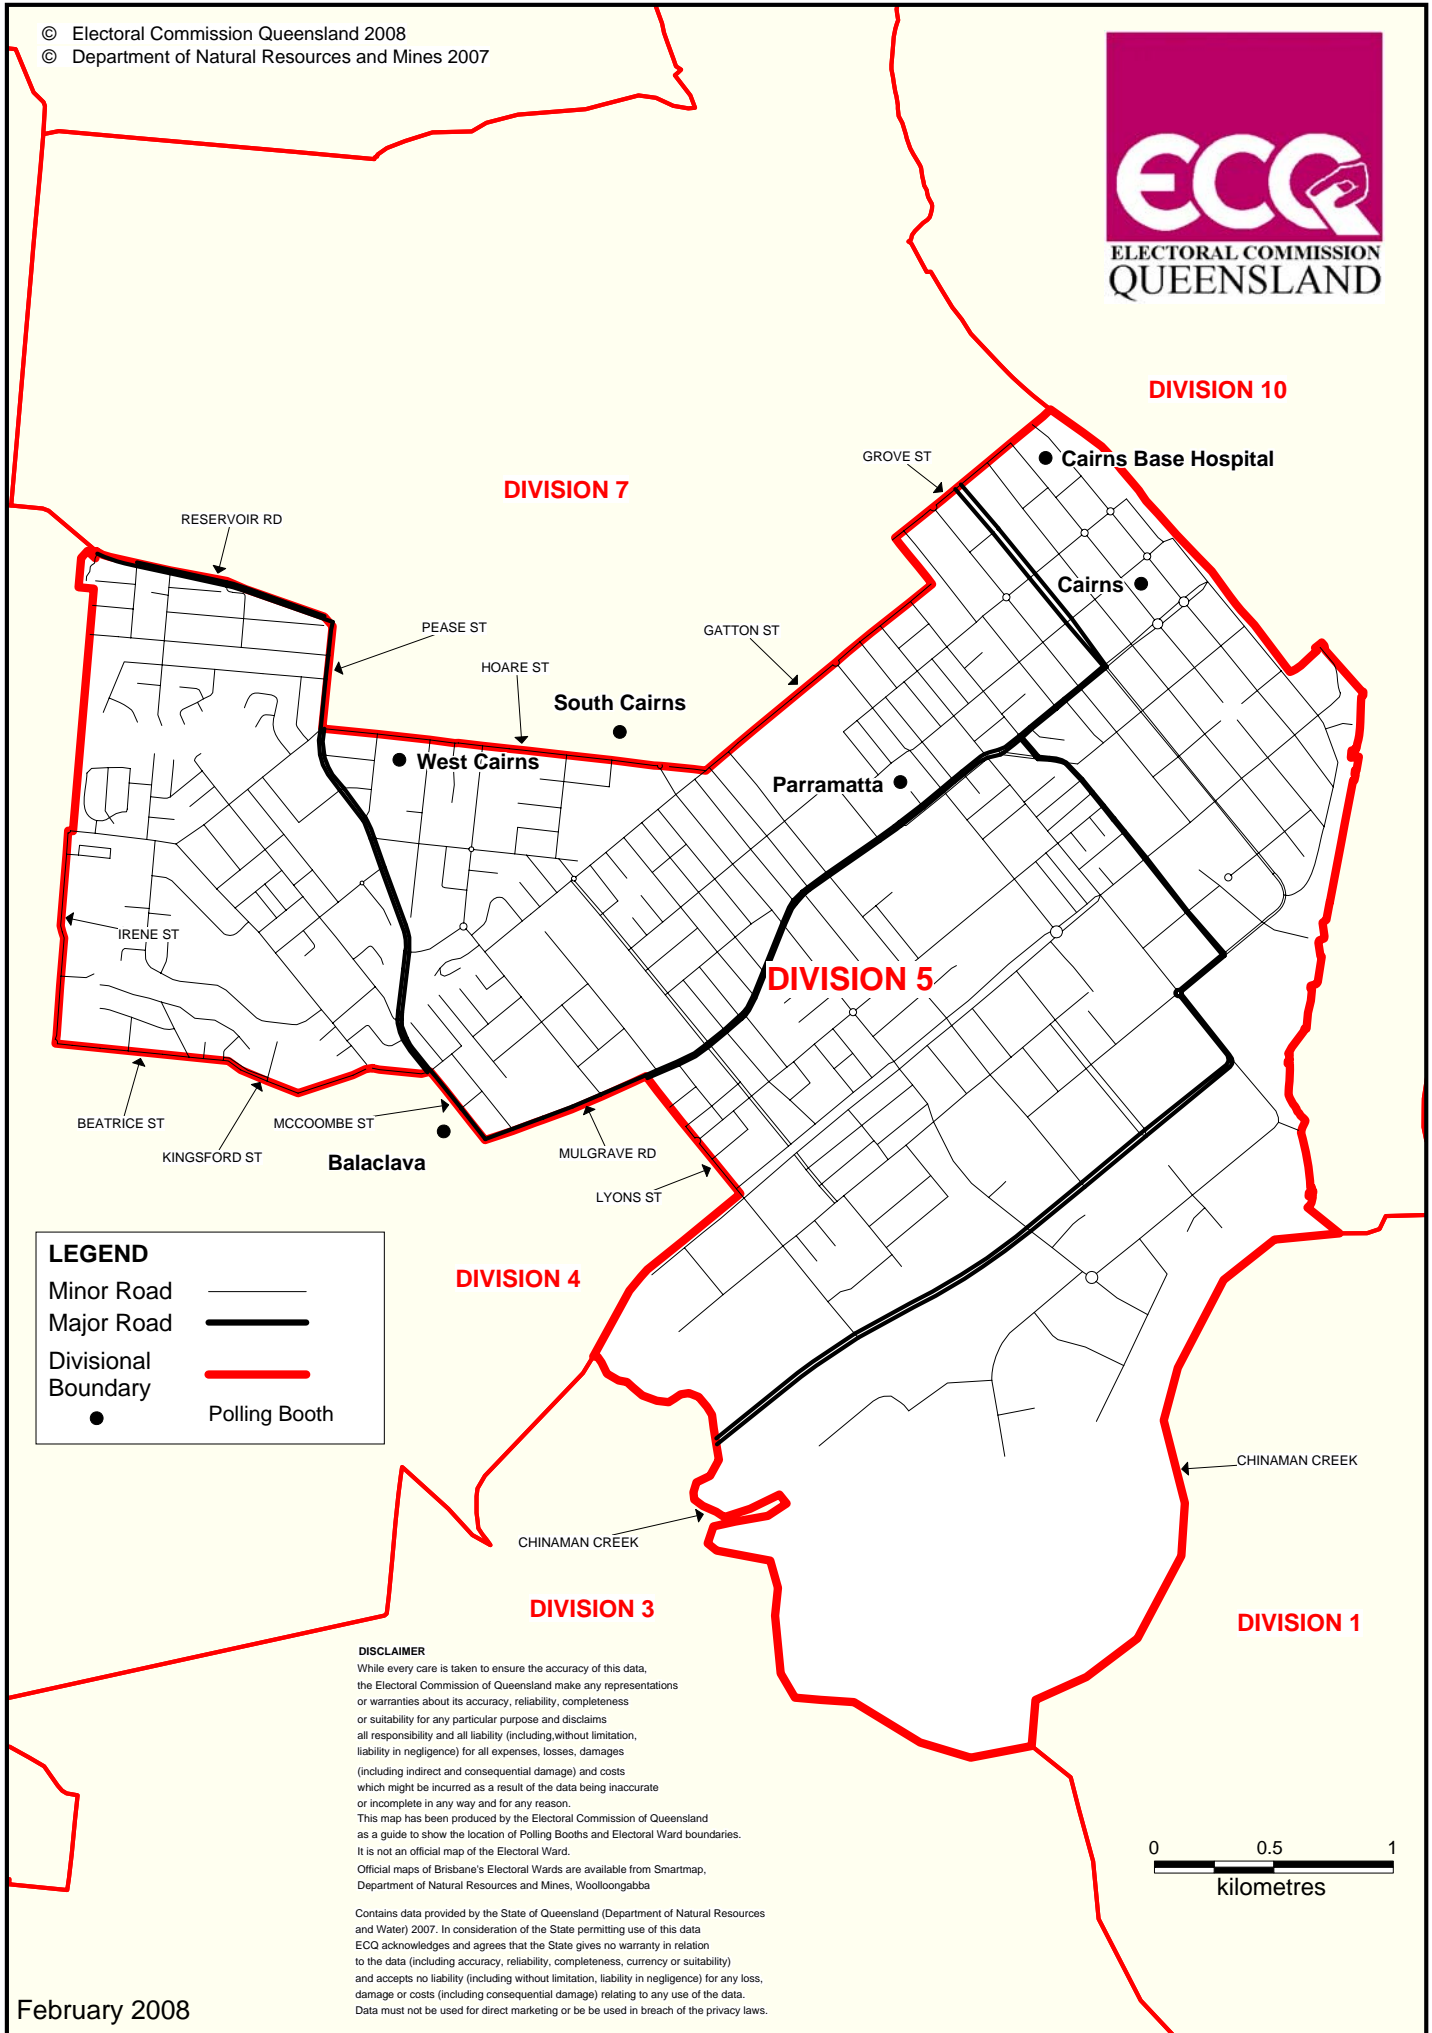 © Electoral Commission Queensland 2008
© Department of Natural Resources and Mines 2007
ECQ
ELECTORAL COMMISSION
QUEENSLAND
DIVISION 10
GROVE ST
Cairns Base Hospital
DIVISION 7
RESERVOIR RD
Cairns
PEASE ST
GATTON ST
HOARE ST
South Cairns
West Cairns
Parramatta
IRENE ST
DIVISION 5
BEATRICE ST
MCCOOMBE ST
KINGSFORD ST
Balaclava
MULGRAVE RD
LYONS ST
LEGEND
Minor Road
Major Road
Divisional
Boundary
Polling Booth
DIVISION 4
CHINAMAN CREEK
CHINAMAN CREEK
DIVISION 3
DIVISION 1
DISCLAIMER
While every care is taken to ensure the accuracy of this data,
the Electoral Commission of Queensland make any representations
or warranties about its accuracy, reliability, completeness
or suitability for any particular purpose and disclaims
all responsibility and all liability (including,without limitation,
liability in negligence) for all expenses, losses, damages
(including indirect and consequential damage) and costs
which might be incurred as a result of the data being inaccurate
or incomplete in any way and for any reason.
This map has been produced by the Electoral Commission of Queensland
as a guide to show the location of Polling Booths and Electoral Ward boundaries.
It is not an official map of the Electoral Ward.
Official maps of Brisbane's Electoral Wards are available from Smartmap,
Department of Natural Resources and Mines, Woolloongabba
Contains data provided by the State of Queensland (Department of Natural Resources
and Water) 2007. In consideration of the State permitting use of this data
ECQ acknowledges and agrees that the State gives no warranty in relation
to the data (including accuracy, reliability, completeness, currency or suitability)
and accepts no liability (including without limitation, liability in negligence) for any loss,
damage or costs (including consequential damage) relating to any use of the data.
Data must not be used for direct marketing or be be used in breach of the privacy laws.
0 0.5 1
kilometres
February 2008